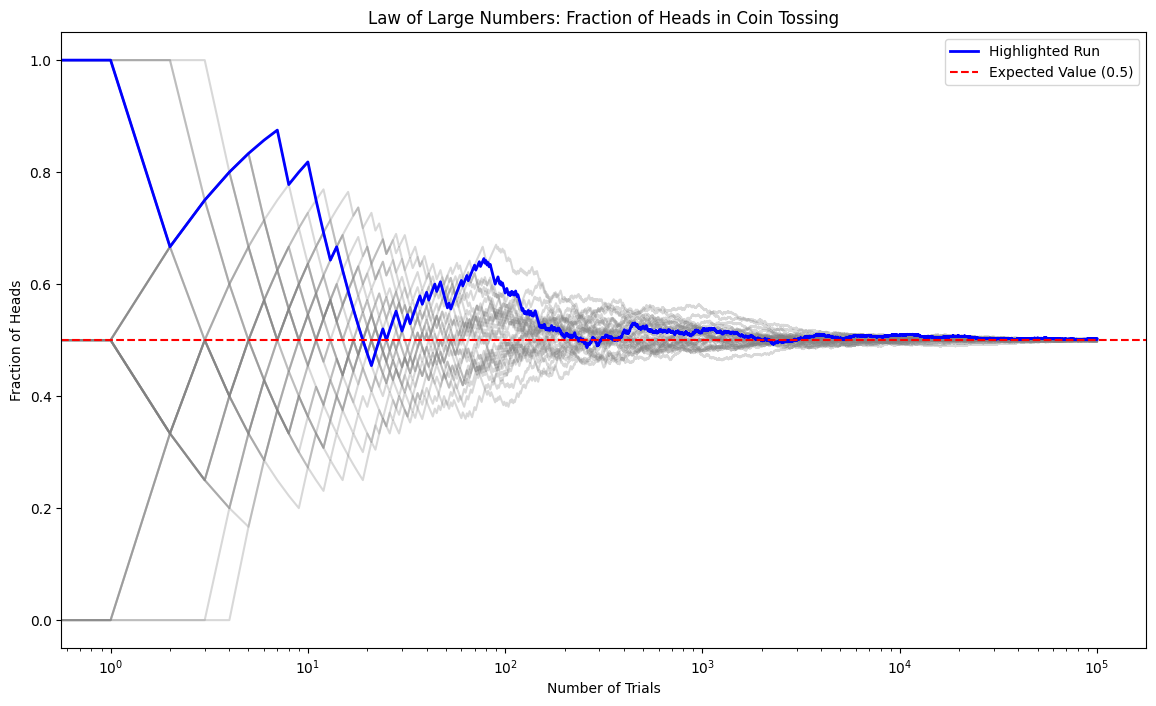 Law of Large Numbers: Fraction of Heads in Coin Tossing
Highlighted Run
Expected Value (0.5)
1.0
0.8
0.6
0.4
0.2
0.0
Fraction of Heads
10⁰
10¹
10²
10³
10⁴
10⁵
Number of Trials